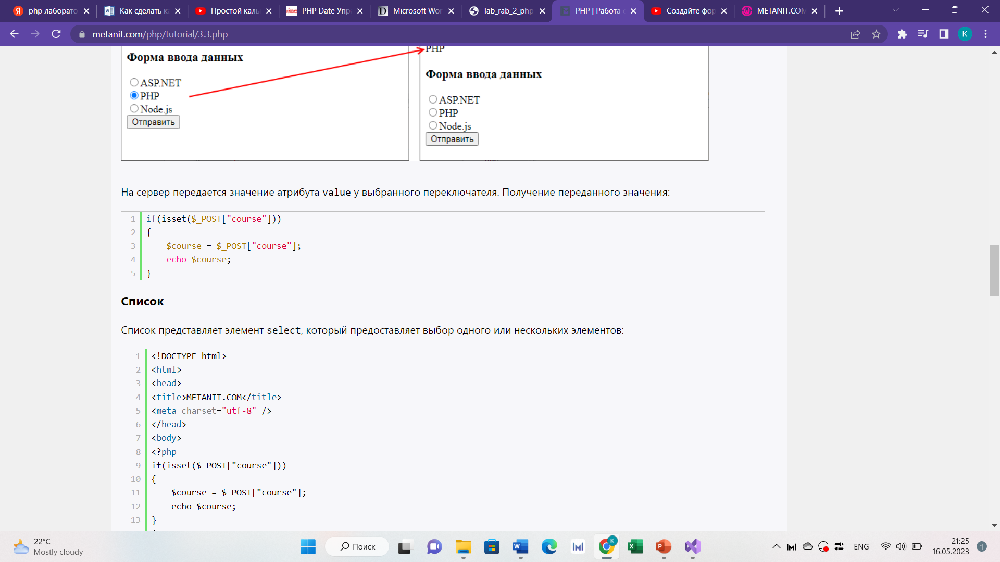 php лаборато
Как сделать к
Простой каль
PHP Date Упр
Microsoft Wor
lab_rab_2_php
PHP | Работа с
Создайте фор
METANIT.COM
metanit.com/php/tutorial/3.3.php
K
Форма ввода данных
ASP.NET
PHP
Node.js
Отправить
PHP
Форма ввода данных
ASP.NET
PHP
Node.js
Отправить
На сервер передается значение атрибута value у выбранного переключателя. Получение переданного значения:
1 if(isset($_POST["course"]))
2 {
3 $course = $_POST["course"];
4 echo $course;
5 }
Список
Список представляет элемент select, который предоставляет выбор одного или нескольких элементов:
1 <!DOCTYPE html>
2 <html>
3 <head>
4 <title>METANIT.COM</title>
5 <meta charset="utf-8" />
6 </head>
7 <body>
8 <?php
9 if(isset($_POST["course"]))
10 {
11 $course = $_POST["course"];
12 echo $course;
13 }
22°C
Mostly cloudy
Поиск
ENG
21:25
16.05.2023
1